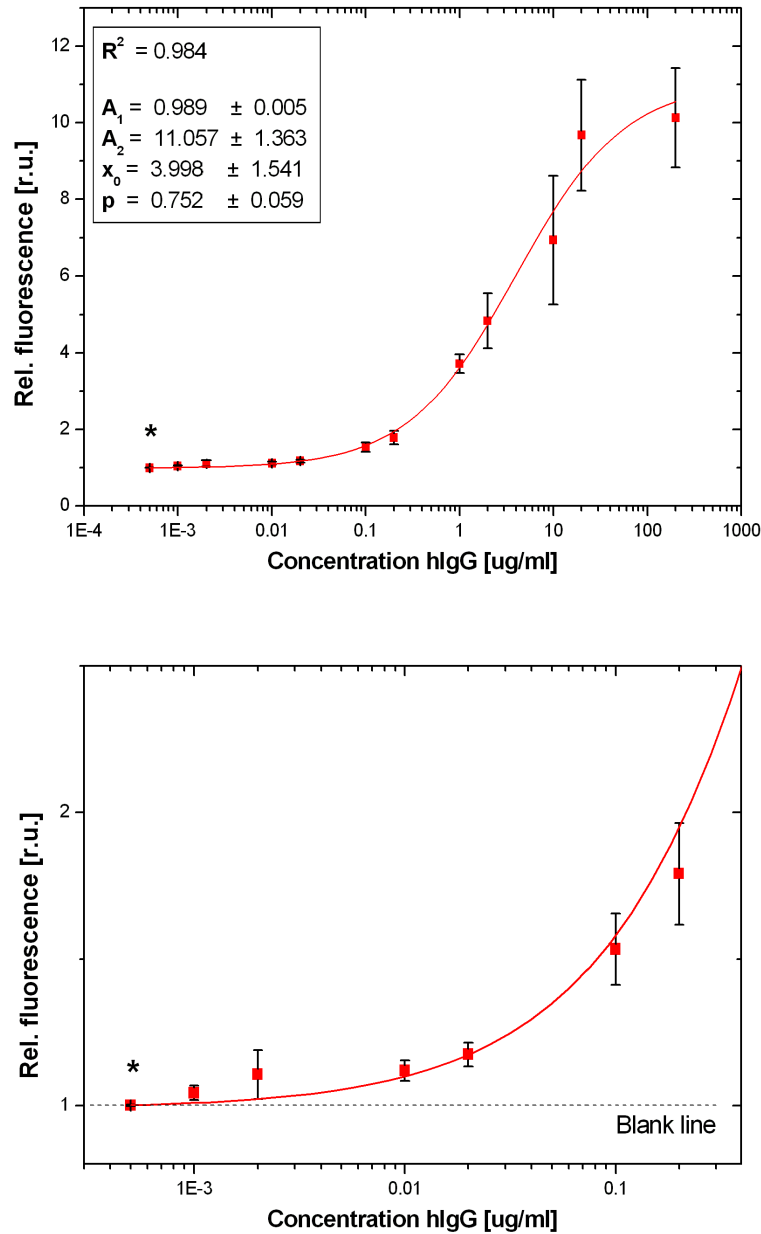 12
10
8
6
4
2
0
Rel. fluorescence [r.u.]
R² = 0.984
A₁ = 0.989 ± 0.005
A₂ = 11.057 ± 1.363
x₀ = 3.998 ± 1.541
p = 0.752 ± 0.059
*
1E-4 1E-3 0.01 0.1 1 10 100 1000
Concentration hIgG [ug/ml]
2
1
Rel. fluorescence [r.u.]
*
Blank line
1E-3 0.01 0.1
Concentration hIgG [ug/ml]